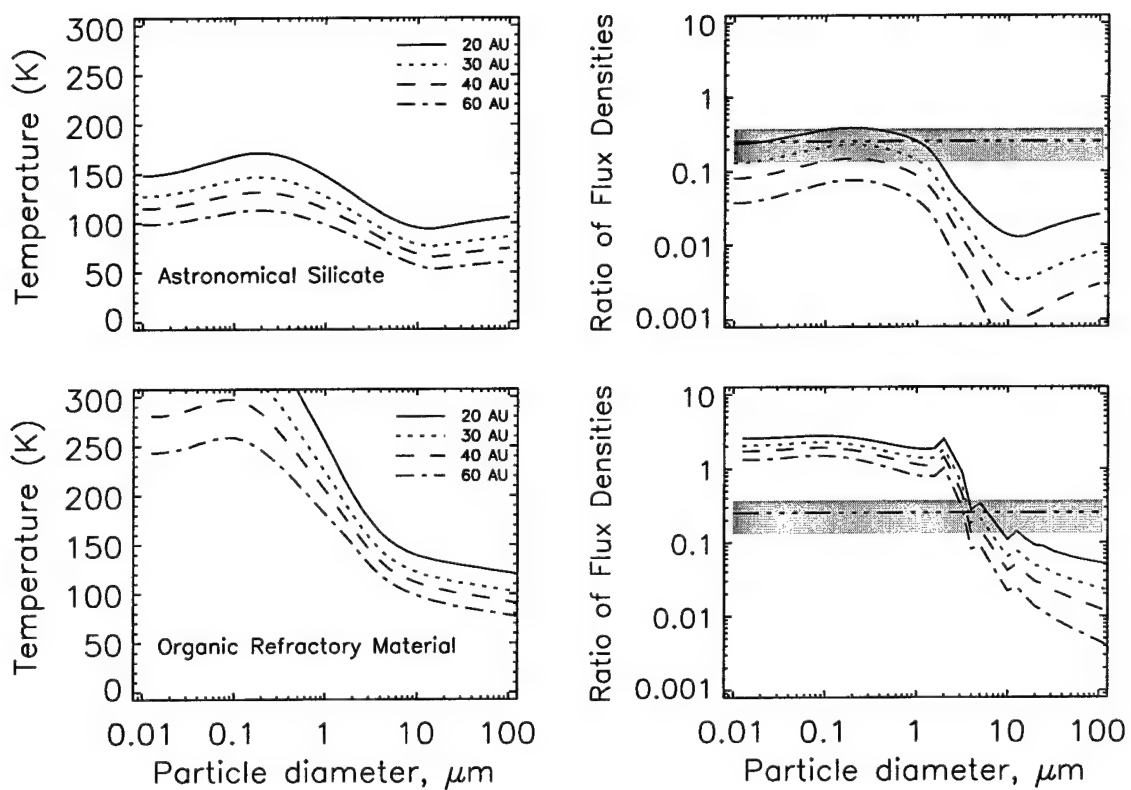 Temperature (K)
300
250
200
150
100
50
0
20 AU
30 AU
40 AU
60 AU
Astronomical Silicate
Ratio of Flux Densities
10
1
0.1
0.01
0.001
Temperature (K)
300
250
200
150
100
50
0
20 AU
30 AU
40 AU
60 AU
Organic Refractory Material
0.01 0.1 1 10 100
Particle diameter, μm
Ratio of Flux Densities
10
1
0.1
0.01
0.001
0.01 0.1 1 10 100
Particle diameter, μm